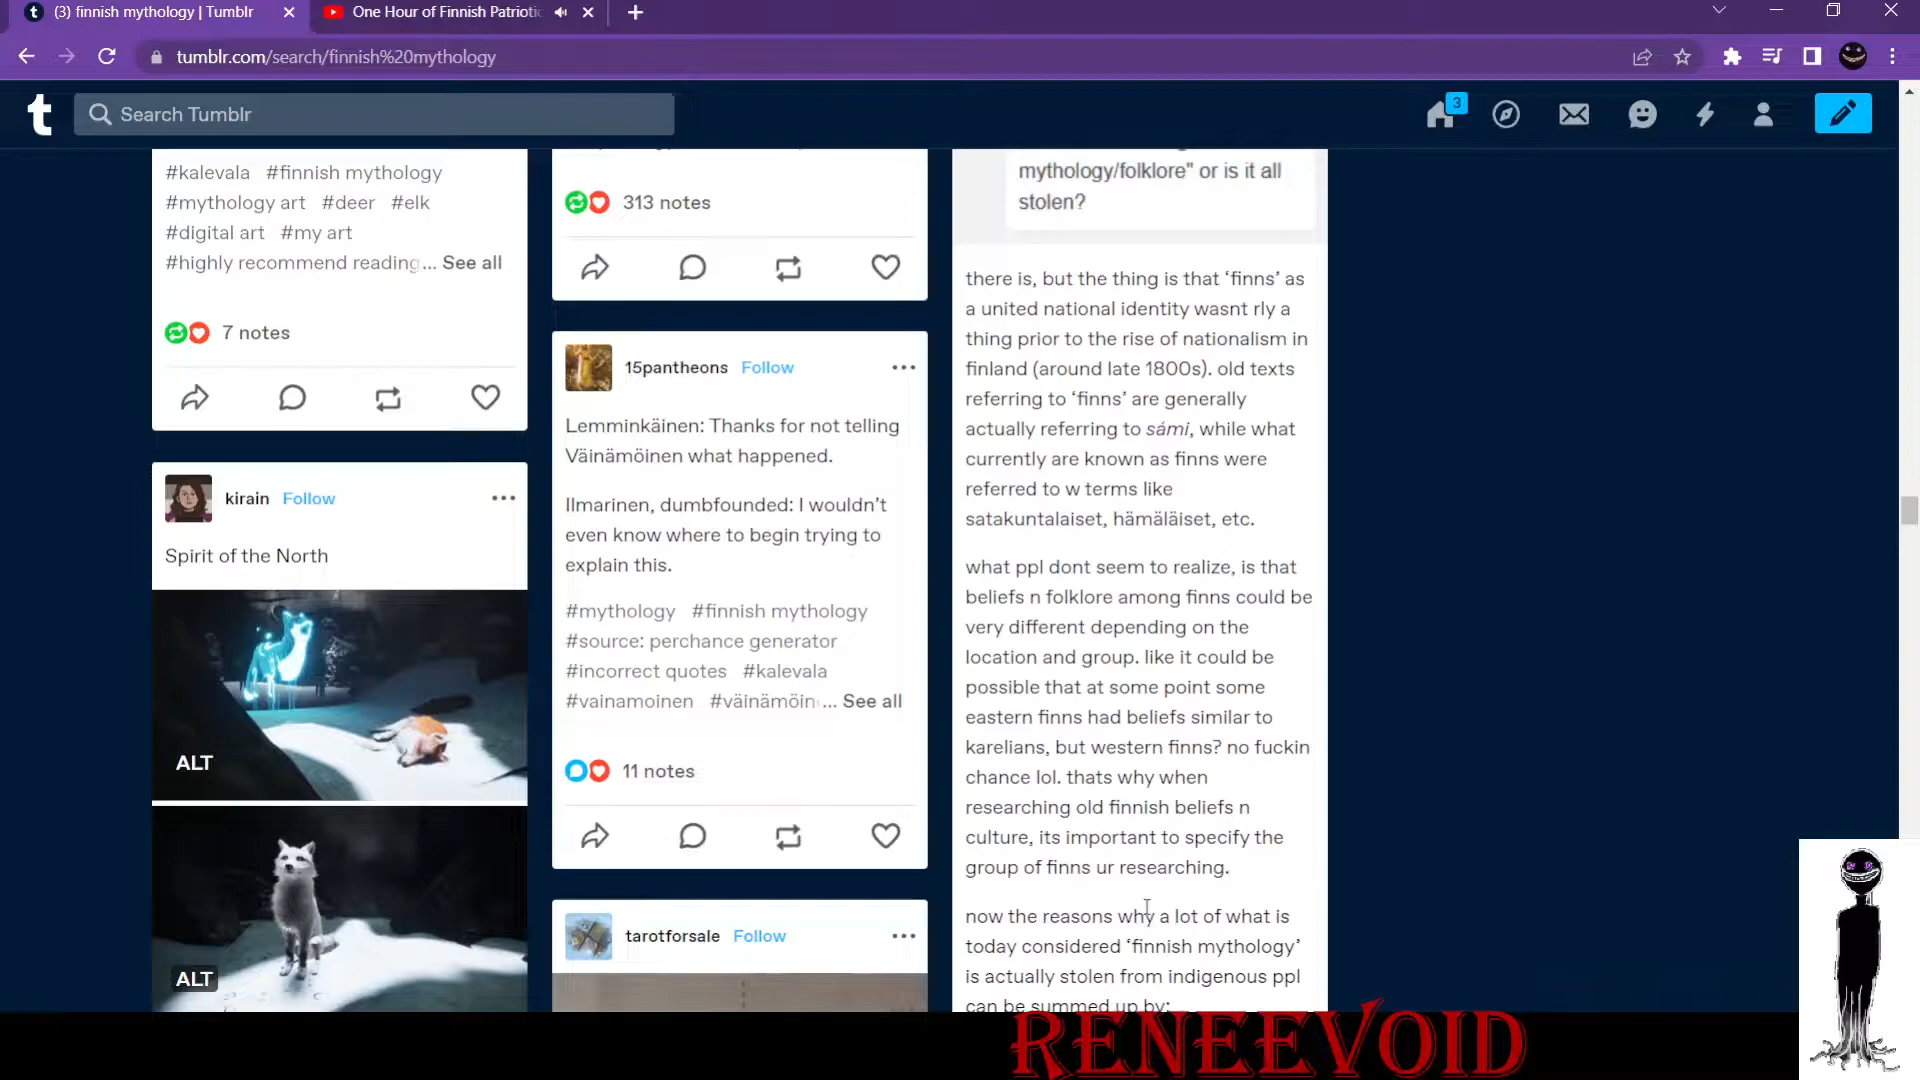 (3) finnish mythology | Tumblr
One Hour of Finnish Patriotic
tumblr.com/search/finnish%20mythology
Search Tumblr
3
#kalevala #finnish mythology
#mythology art #deer #elk
#digital art #my art
#highly recommend reading... See all
7 notes
kirain Follow
Spirit of the North
ALT
ALT
313 notes
15pantheons Follow
Lemminkäinen: Thanks for not telling
Väinämöinen what happened.
Ilmarinen, dumbfounded: I wouldn't
even know where to begin trying to
explain this.
#mythology #finnish mythology
#source: perchance generator
#incorrect quotes #kalevala
#vainamoinen #väinämöin... See all
11 notes
tarotforsale Follow
mythology/folklore" or is it all
stolen?
there is, but the thing is that 'finns' as
a united national identity wasnt rly a
thing prior to the rise of nationalism in
finland (around late 1800s). old texts
referring to 'finns' are generally
actually referring to sámi, while what
currently are known as finns were
referred to w terms like
satakuntalaiset, hämäläiset, etc.
what ppl dont seem to realize, is that
beliefs n folklore among finns could be
very different depending on the
location and group. like it could be
possible that at some point some
eastern finns had beliefs similar to
karelians, but western finns? no fuckin
chance lol. thats why when
researching old finnish beliefs n
culture, its important to specify the
group of finns ur researching.
now the reasons why a lot of what is
today considered 'finnish mythology'
is actually stolen from indigenous ppl
can be summed up by:
RENEEVOID